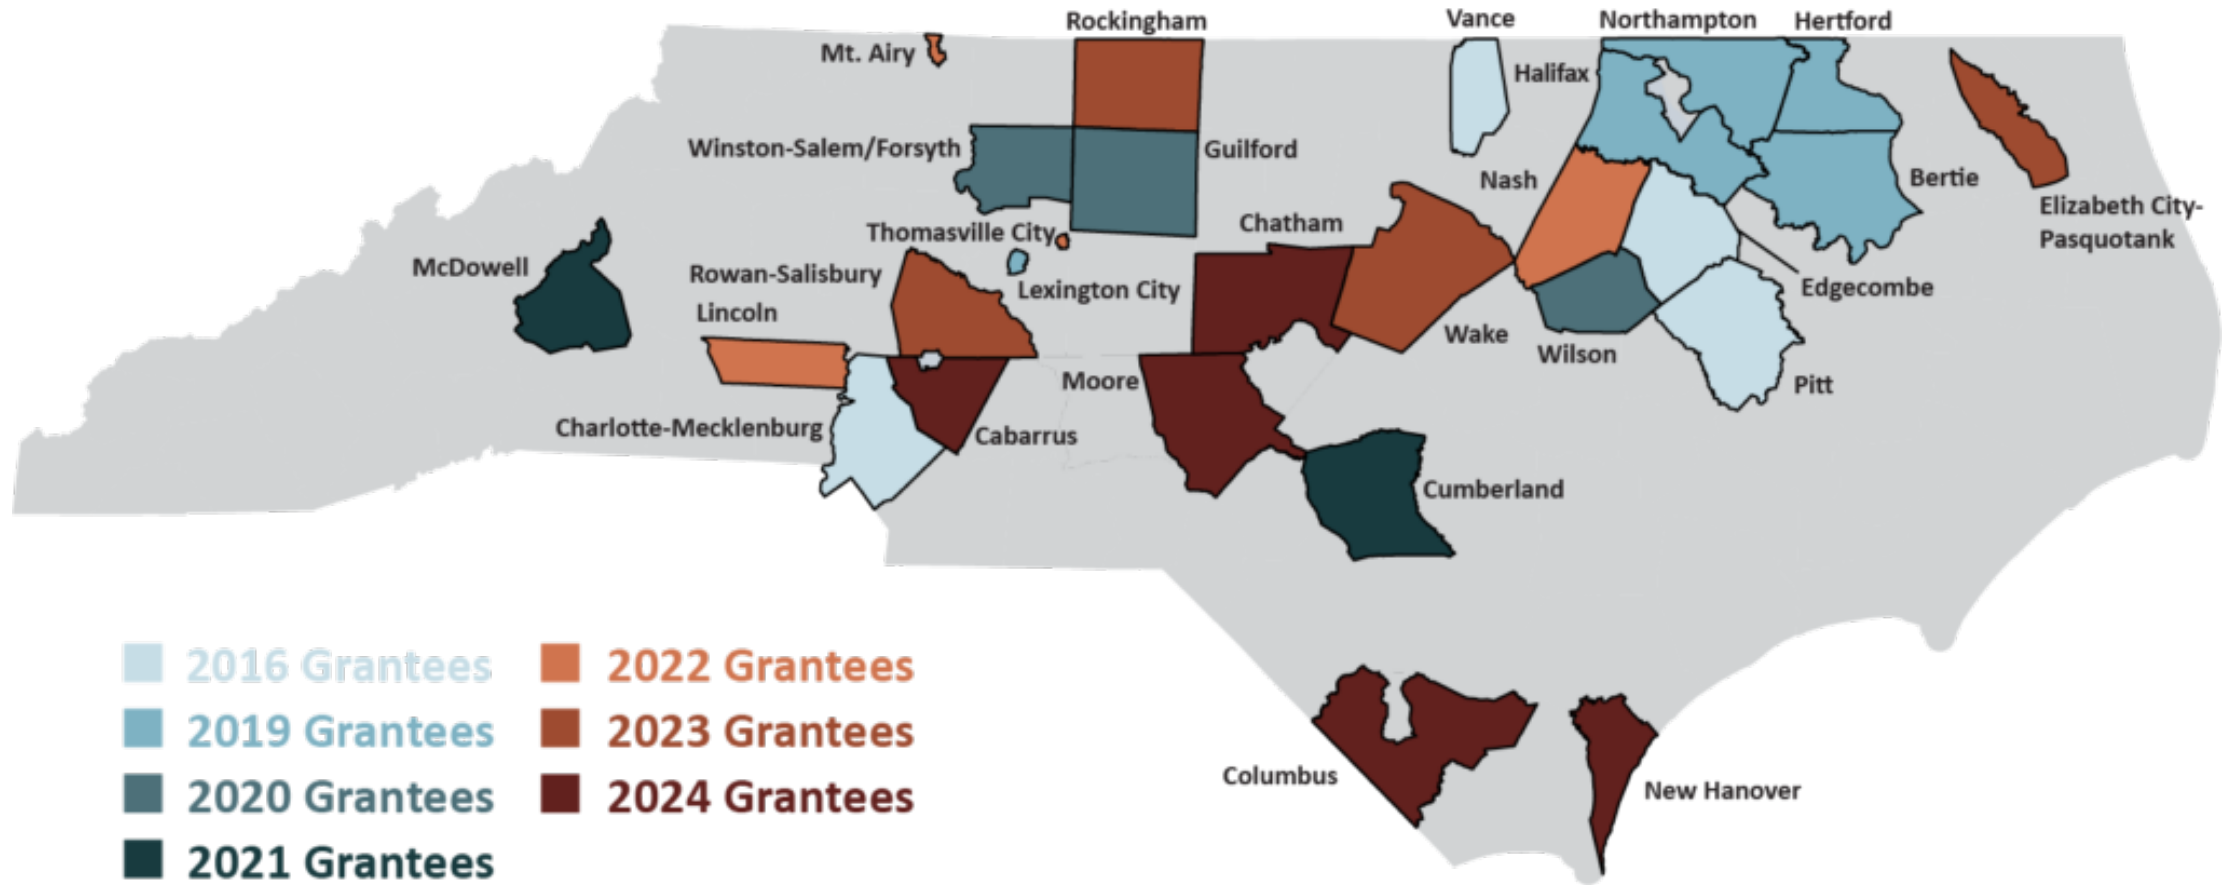 Rockingham
Vance
Northampton
Hertford
Mt. Airy
Halifax
Winston-Salem/Forsyth
Guilford
Nash
Bertie
Elizabeth City-
Pasquotank
Thomasville City
Chatham
McDowell
Rowan-Salisbury
Lexington City
Edgecombe
Lincoln
Wake
Wilson
Moore
Pitt
Charlotte-Mecklenburg
Cabarrus
Cumberland
Columbus
New Hanover
2016 Grantees
2019 Grantees
2020 Grantees
2021 Grantees
2022 Grantees
2023 Grantees
2024 Grantees